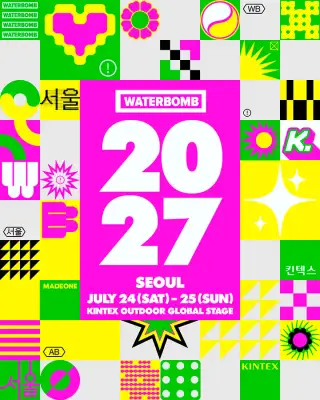 WATERBOMB
WATERBOMB
WATERBOMB
WATERBOMB
WB
서울
WATERBOMB
2027
K.
W
B
서울
킨텍스
SEOUL
JULY 24 (SAT) – 25 (SUN)
KINTEX OUTDOOR GLOBAL STAGE
MADEONE
AB
KINTEX
서울